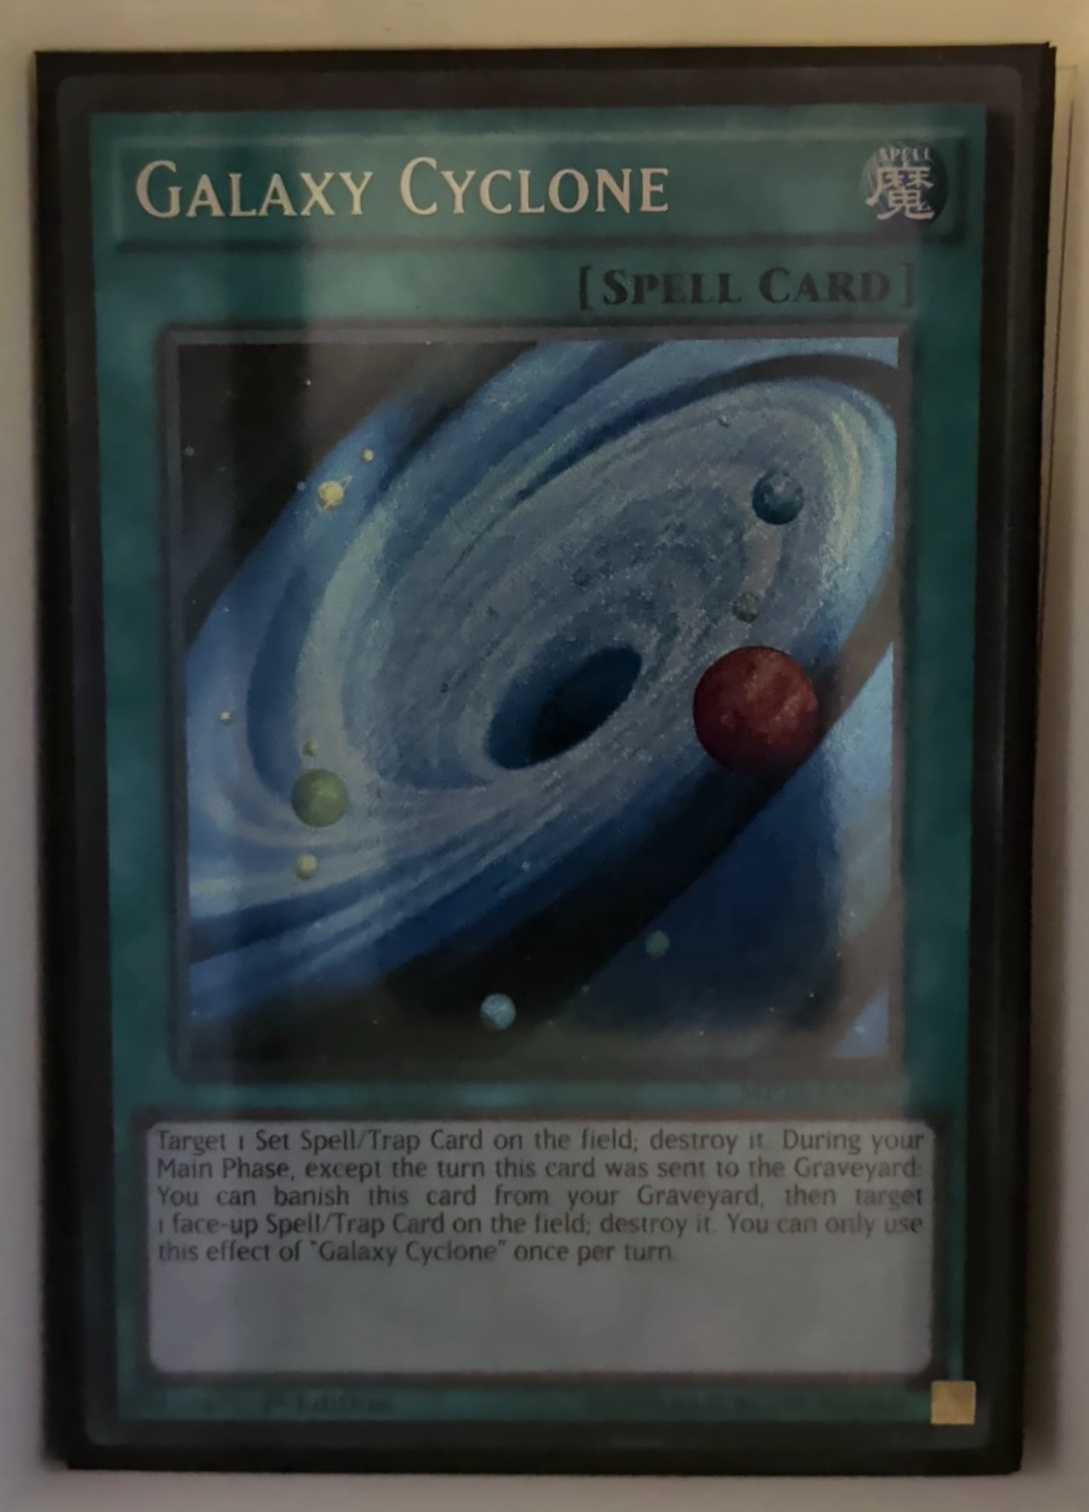 GALAXY CYCLONE
SPELL
魔
[SPELL CARD]
Target 1 Set Spell/Trap Card on the field; destroy it. During your
Main Phase, except the turn this card was sent to the Graveyard:
You can banish this card from your Graveyard, then target
1 face-up Spell/Trap Card on the field; destroy it. You can only use
this effect of "Galaxy Cyclone" once per turn.
Edition